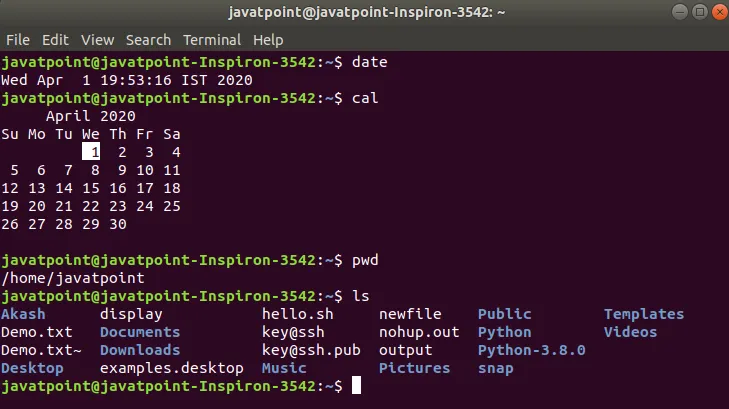 javatpoint@javatpoint-Inspiron-3542: ~
File Edit View Search Terminal Help
javatpoint@javatpoint-Inspiron-3542:~$ date
Wed Apr  1 19:53:16 IST 2020
javatpoint@javatpoint-Inspiron-3542:~$ cal
     April 2020
Su Mo Tu We Th Fr Sa
          1  2  3  4
 5  6  7  8  9 10 11
12 13 14 15 16 17 18
19 20 21 22 23 24 25
26 27 28 29 30
javatpoint@javatpoint-Inspiron-3542:~$ pwd
/home/javatpoint
javatpoint@javatpoint-Inspiron-3542:~$ ls
Akash      display           hello.sh     newfile    Public        Templates
Demo.txt   Documents         key@ssh      nohup.out  Python        Videos
Demo.txt~  Downloads         key@ssh.pub  output     Python-3.8.0
Desktop    examples.desktop  Music        Pictures   snap
javatpoint@javatpoint-Inspiron-3542:~$